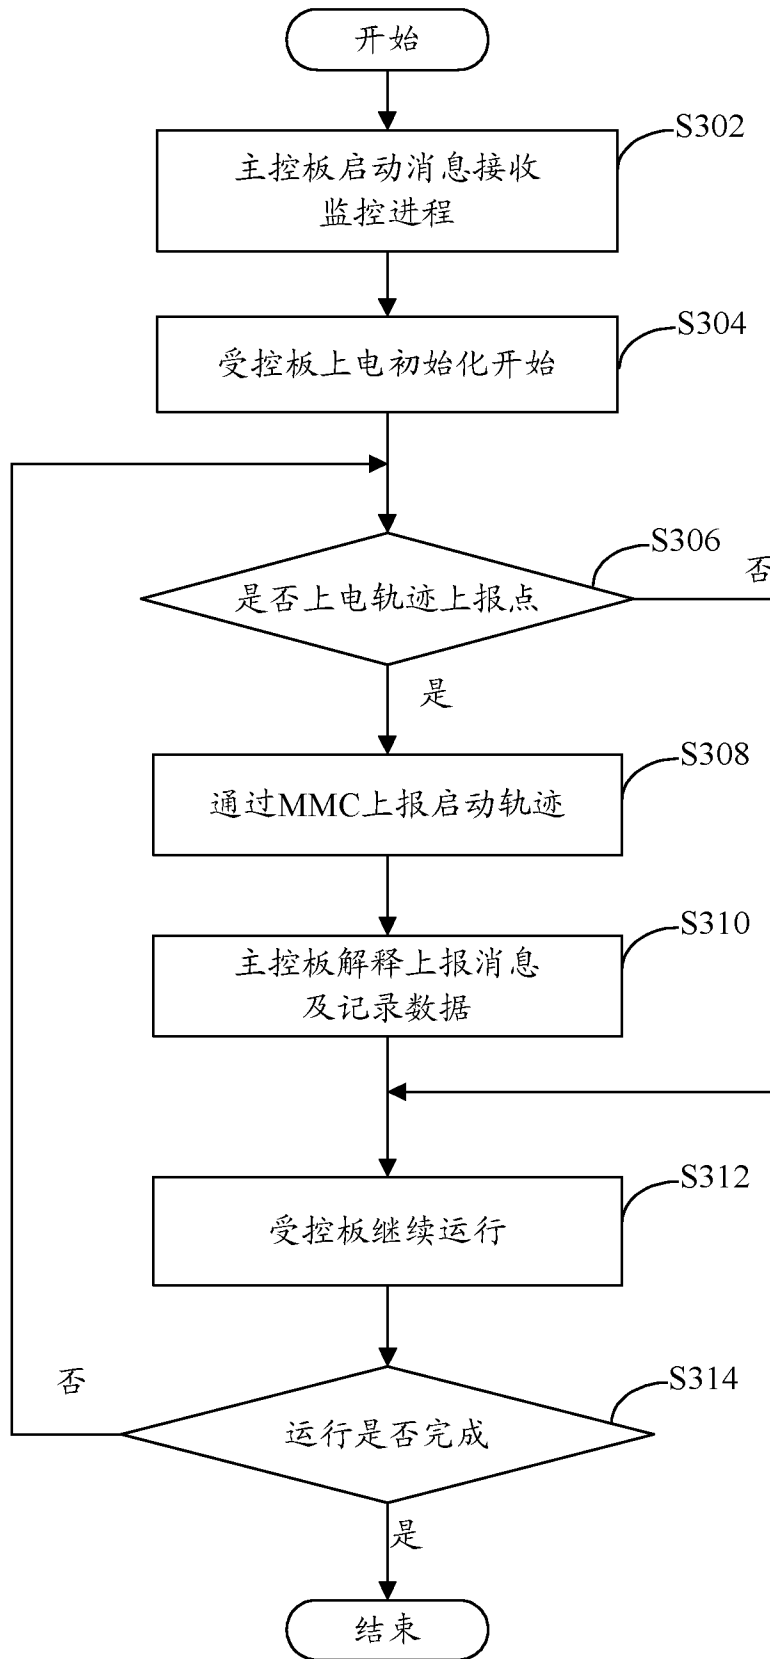 开始
S302
主控板启动消息接收
监控进程
S304
受控板上电初始化开始
S306
否
是否上电轨迹上报点
是
S308
通过MMC上报启动轨迹
S310
主控板解释上报消息
及记录数据
S312
受控板继续运行
S314
否
运行是否完成
是
结束